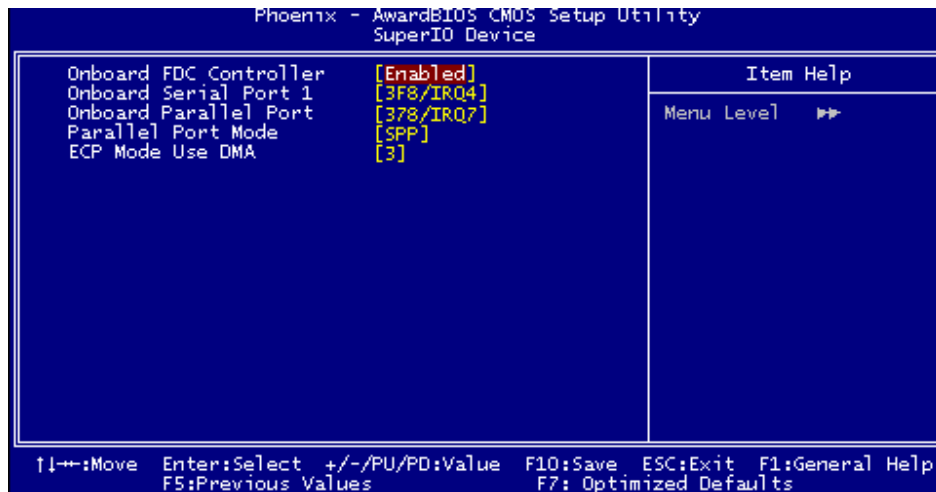 Phoenix - AwardBIOS CMOS Setup Utility
SuperIO Device
Onboard FDC Controller [Enabled]
Onboard Serial Port 1 [3F8/IRQ4]
Onboard Parallel Port [378/IRQ7]
Parallel Port Mode [SPP]
ECP Mode Use DMA [3]
Item Help
Menu Level ►►
↑↓→←:Move Enter:Select +/-/PU/PD:Value F10:Save ESC:Exit F1:General Help
F5:Previous Values F7: Optimized Defaults